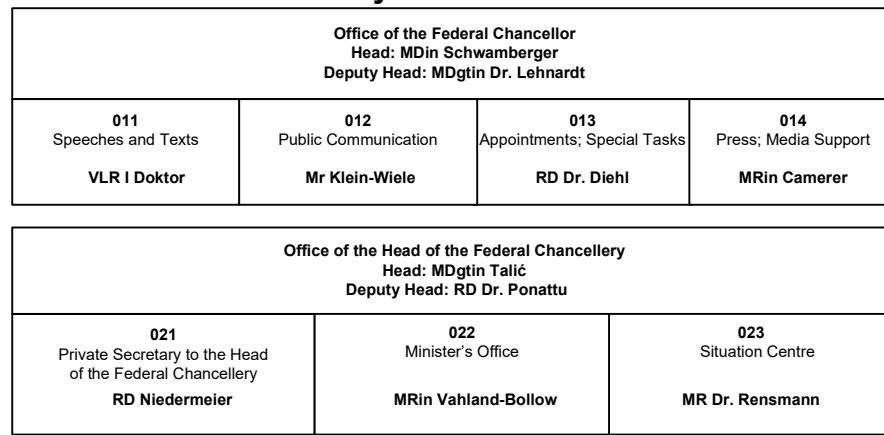 Office of the Federal Chancellor
Head: MDin Schwamberger
Deputy Head: MDgtin Dr. Lehnardt
011
Speeches and Texts
VLR I Doktor
012
Public Communication
Mr Klein-Wiele
013
Appointments; Special Tasks
RD Dr. Diehl
014
Press; Media Support
MRin Camerer
Office of the Head of the Federal Chancellery
Head: MDgtin Talić
Deputy Head: RD Dr. Ponattu
021
Private Secretary to the Head
of the Federal Chancellery
RD Niedermeier
022
Minister’s Office
MRin Vahland-Bollow
023
Situation Centre
MR Dr. Rensmann